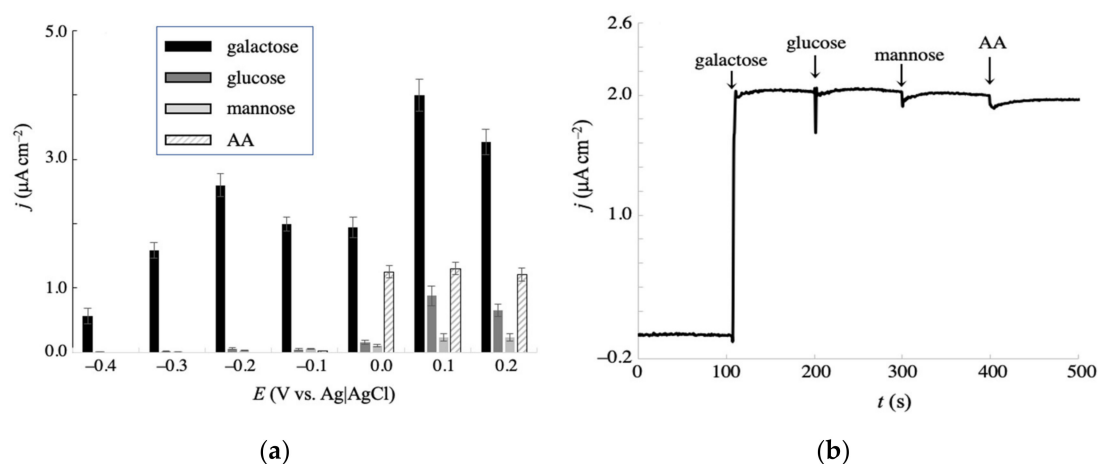 5.0
3.0
1.0
0.0
j (μA cm⁻²)
galactose
glucose
mannose
AA
–0.4 –0.3 –0.2 –0.1 0.0 0.1 0.2
E (V vs. Ag|AgCl)
(a)
2.6
2.0
1.0
–0.2
j (μA cm⁻²)
galactose
glucose
mannose
AA
0 100 200 300 400 500
t (s)
(b)